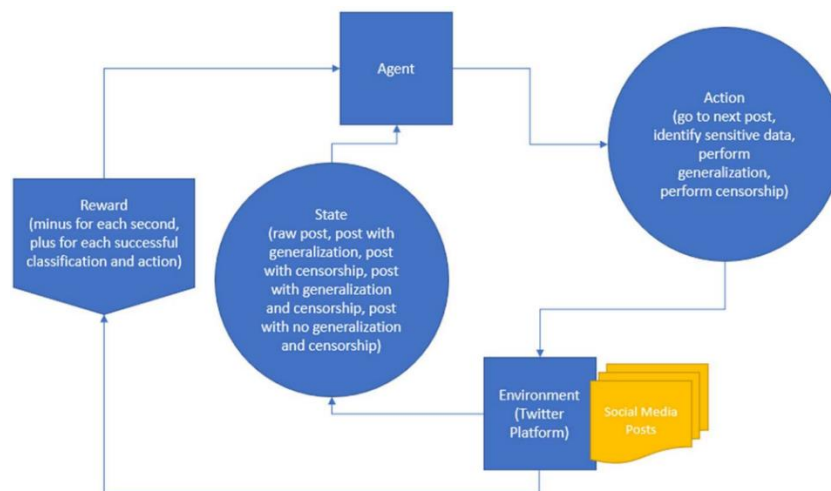 Agent
Action
(go to next post,
identify sensitive data,
perform
generalization,
perform censorship)
Reward
(minus for each second,
plus for each successful
classification and action)
State
(raw post, post with
generalization, post
with censorship, post
with generalization
and censorship, post
with no generalization
and censorship)
Environment
(Twitter
Platform)
Social Media
Posts